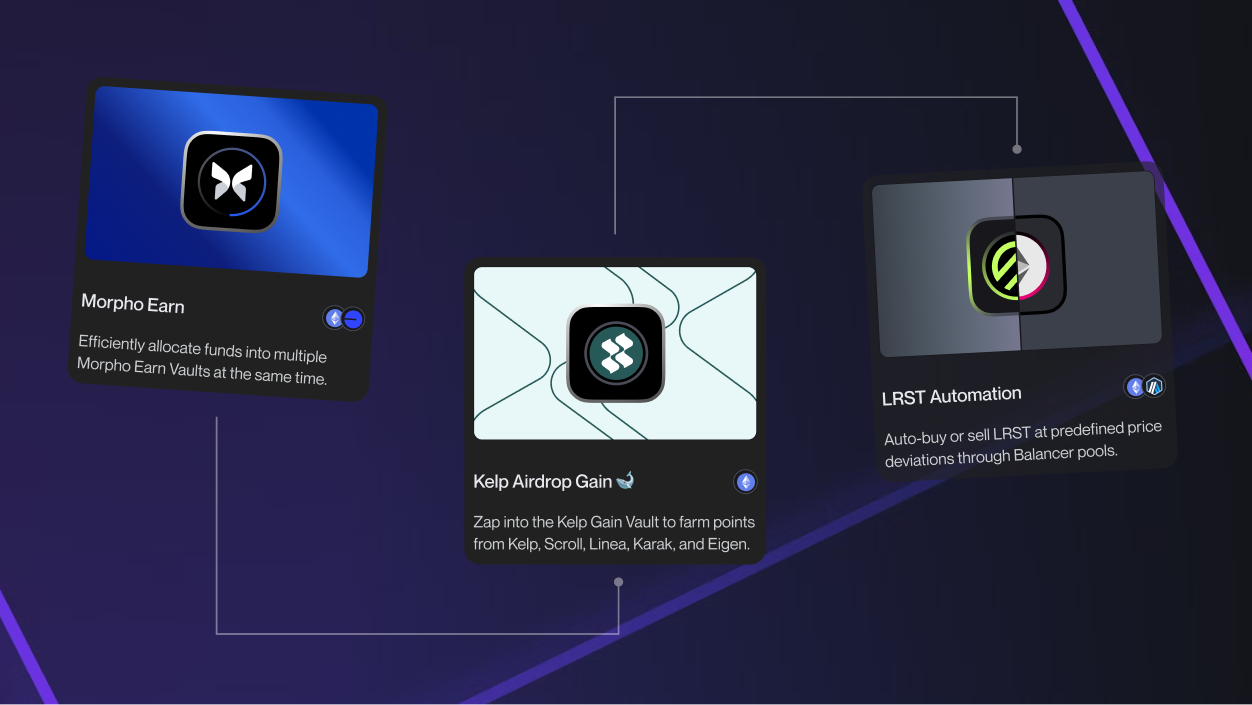 Morpho Earn
Efficiently allocate funds into multiple
Morpho Earn Vaults at the same time.
Kelp Airdrop Gain
Zap into the Kelp Gain Vault to farm points
from Kelp, Scroll, Linea, Karak, and Eigen.
LRST Automation
Auto-buy or sell LRST at predefined price
deviations through Balancer pools.